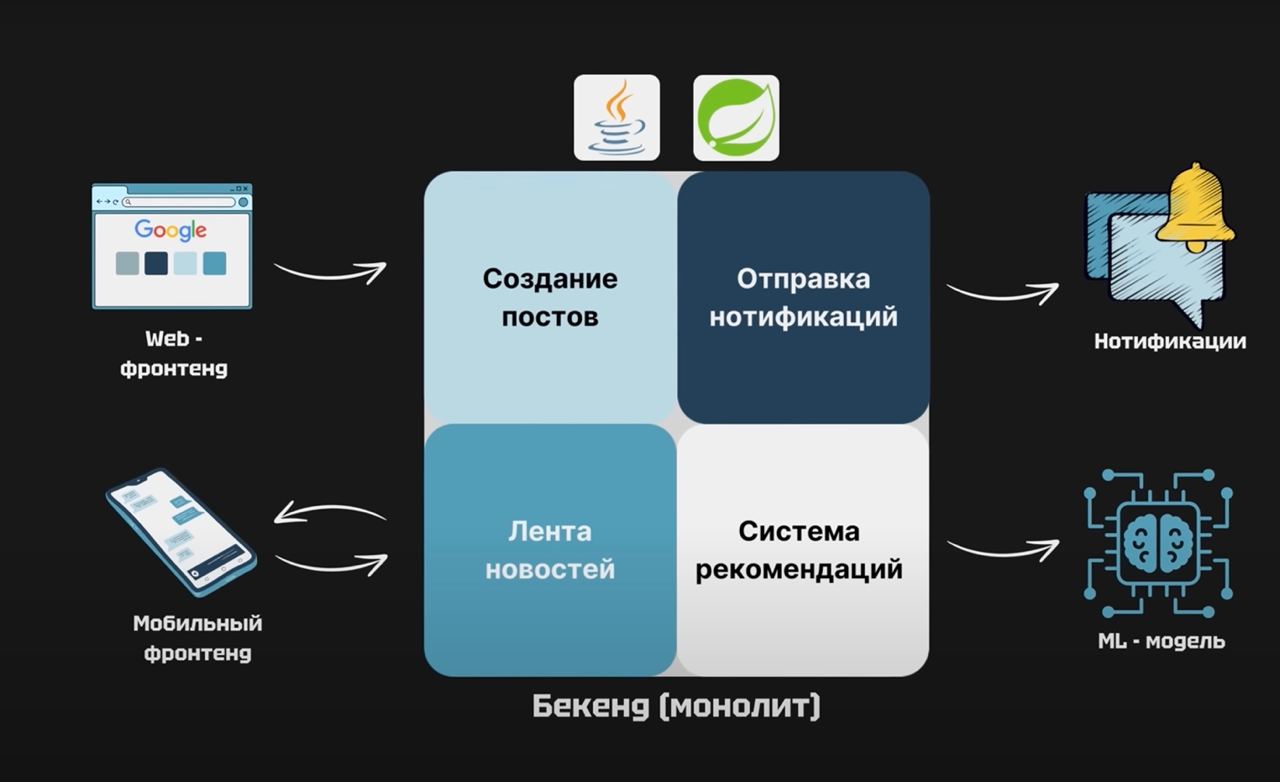 Google
Web -
фронтенд
Создание
постов
Отправка
нотификаций
Нотификации
Мобильный
фронтенд
Лента
новостей
Система
рекомендаций
ML - модель
Бекенд (монолит)